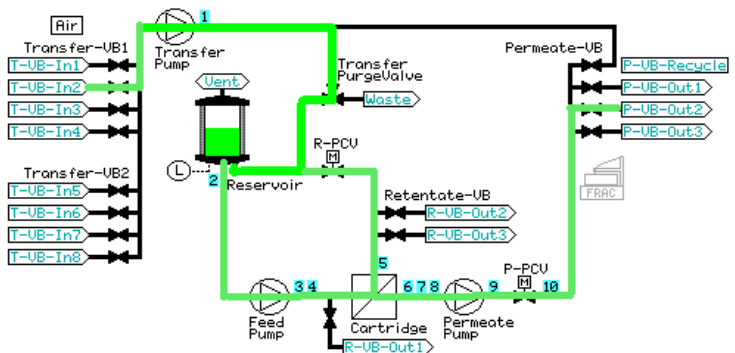 Air
1
Transfer-VB1
Transfer
Pump
Permeate-VB
T-VB-In1
T-VB-In2
T-VB-In3
T-VB-In4
Vent
Transfer
PurgeValve
Waste
P-VB-Recycle
P-VB-Out1
P-VB-Out2
P-VB-Out3
R-PCV
M
L
2
Reservoir
FRAC
Transfer-VB2
T-VB-In5
T-VB-In6
T-VB-In7
T-VB-In8
Retentate-VB
R-VB-Out2
R-VB-Out3
5
P-PCV
M
3 4
6 7 8
9
10
Feed
Pump
Cartridge
Permeate
Pump
R-VB-Out1